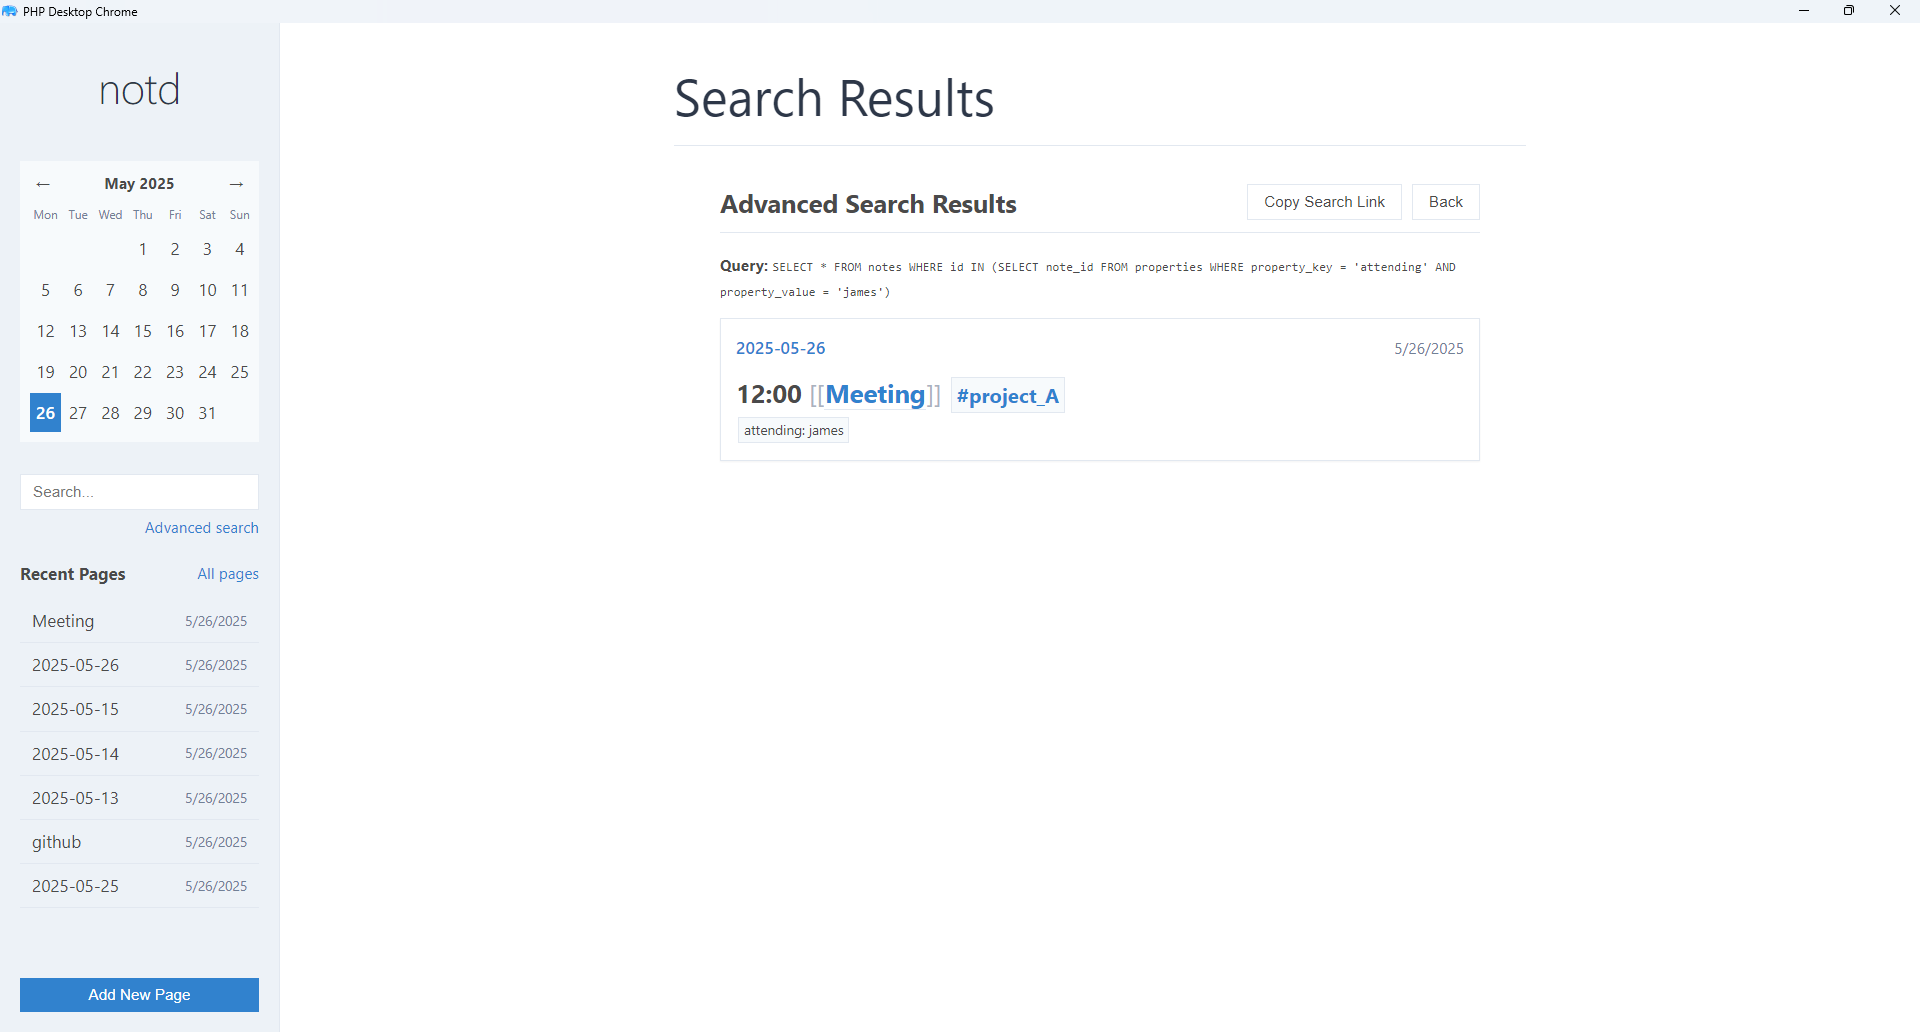 PHP Desktop Chrome
notd
← May 2025 →
Mon Tue Wed Thu Fri Sat Sun
1 2 3 4
5 6 7 8 9 10 11
12 13 14 15 16 17 18
19 20 21 22 23 24 25
26 27 28 29 30 31
Search...
Advanced search
Recent Pages All pages
Meeting 5/26/2025
2025-05-26 5/26/2025
2025-05-15 5/26/2025
2025-05-14 5/26/2025
2025-05-13 5/26/2025
github 5/26/2025
2025-05-25 5/26/2025
Add New Page
Search Results
Advanced Search Results Copy Search Link Back
Query: SELECT * FROM notes WHERE id IN (SELECT note_id FROM properties WHERE property_key = 'attending' AND
property_value = 'james')
2025-05-26 5/26/2025
12:00 [[Meeting]] #project_A
attending: james